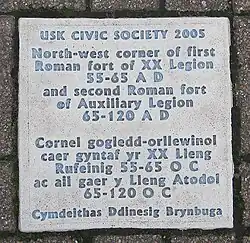 USK CIVIC SOCIETY 2005
North-west corner of first
Roman fort of XX Legion
55-65 A D
and second Roman fort
of Auxiliary Legion
65-120 A D
Cornel gogledd-orllewinol
caer gyntaf yr XX Lleng
Rufeinig 55-65 O C
ac ail gaer y Lleng Atodol
65-120 O C
Cymdeithas Ddinesig Brynbuga